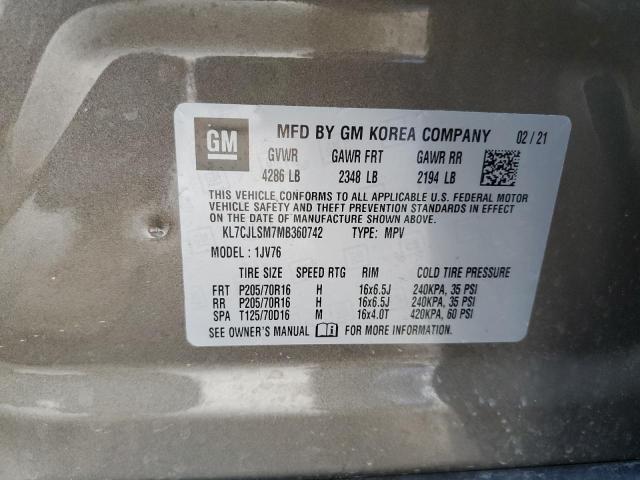 GM MFD BY GM KOREA COMPANY 02/21
GVWR GAWR FRT GAWR RR
4286 LB 2348 LB 2194 LB
THIS VEHICLE CONFORMS TO ALL APPLICABLE U.S. FEDERAL MOTOR
VEHICLE SAFETY AND THEFT PREVENTION STANDARDS IN EFFECT
ON THE DATE OF MANUFACTURE SHOWN ABOVE.
KL7CJLSM7MB360742 TYPE: MPV
MODEL: 1JV76
TIRE SIZE SPEED RTG RIM COLD TIRE PRESSURE
FRT P205/70R16 H 16x6.5J 240KPA, 35 PSI
RR P205/70R16 H 16x6.5J 240KPA, 35 PSI
SPA T125/70D16 M 16x4.0T 420KPA, 60 PSI
SEE OWNER'S MANUAL FOR MORE INFORMATION.